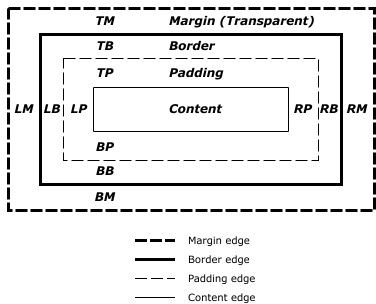 TM Margin (Transparent)
TB Border
TP Padding
LM LB LP Content RP RB RM
BP
BB
BM
Margin edge
Border edge
Padding edge
Content edge